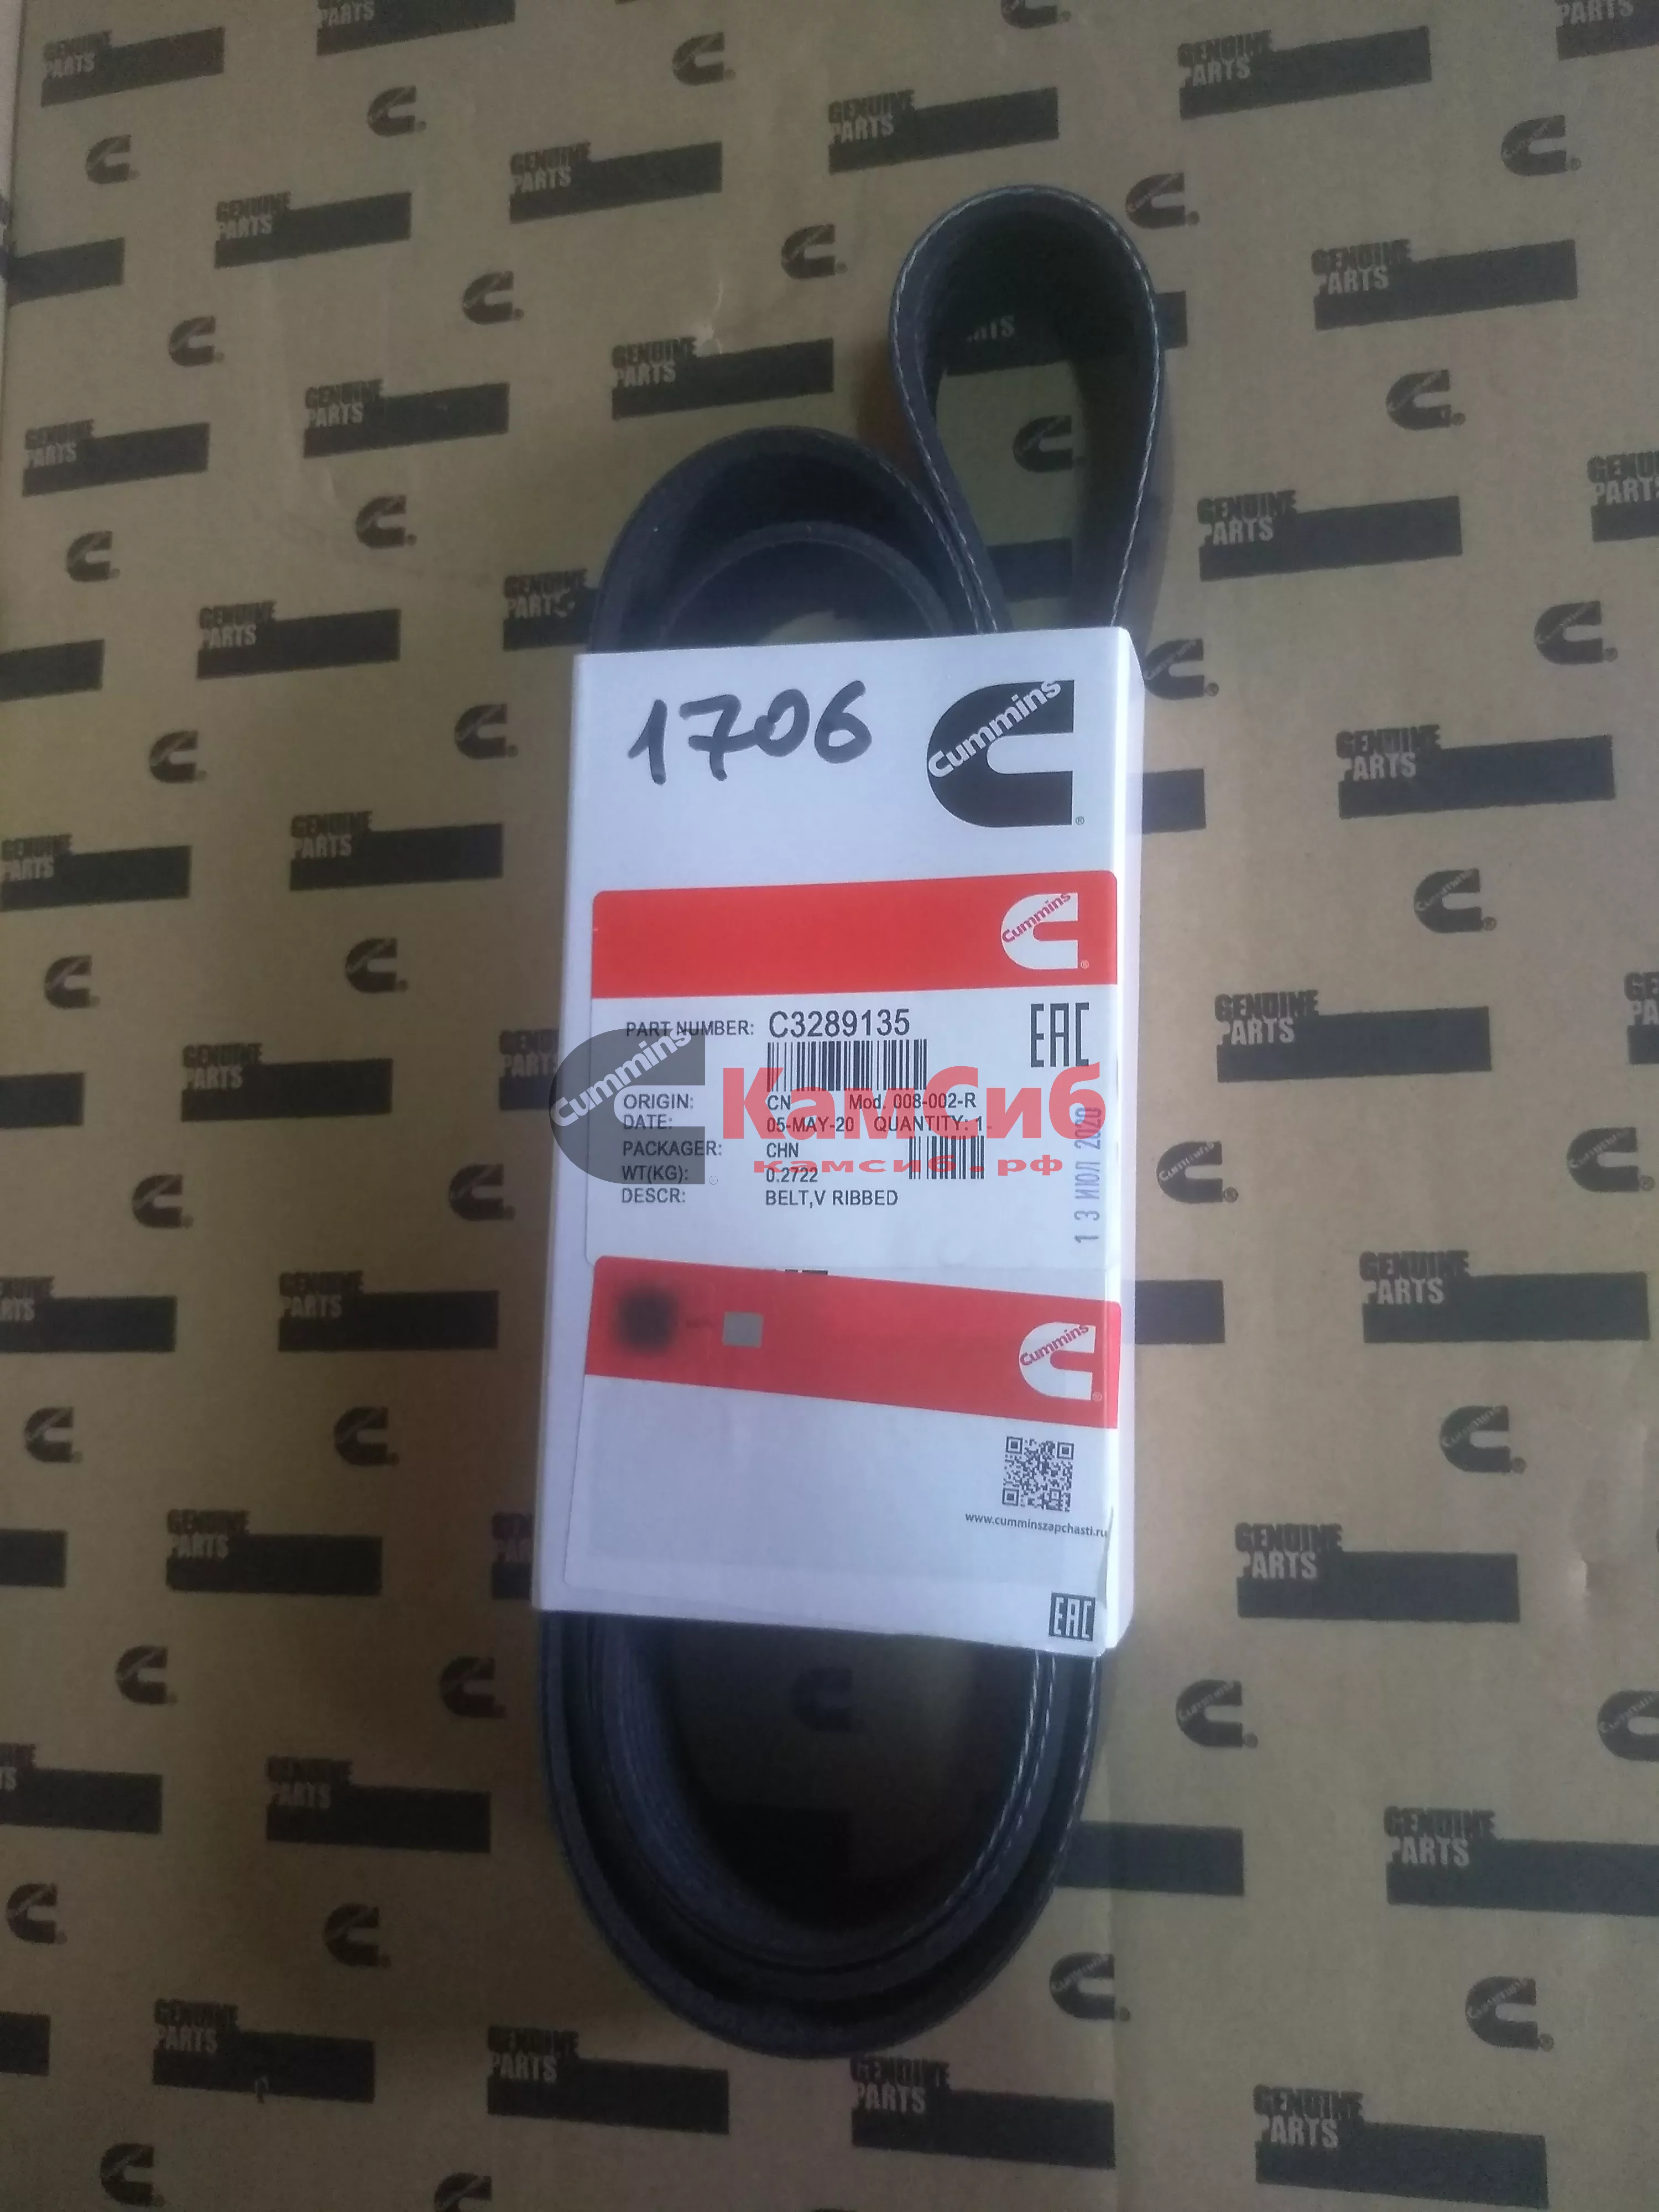 1706
Cummins
®
Cummins
®
PART NUMBER: C3289135
EAC
Cummins
КамСиб
камсиб.рф
ORIGIN: CN Mod. 008-002-R
DATE: 05-MAY-20 QUANTITY: 1
PACKAGER: CHN
WT(KG): 0.2722
DESCR: BELT,V RIBBED
13 ИЮЛ 2020
Cummins
®
www.cumminszapchasti.ru
EAC
GENUINE
PARTS